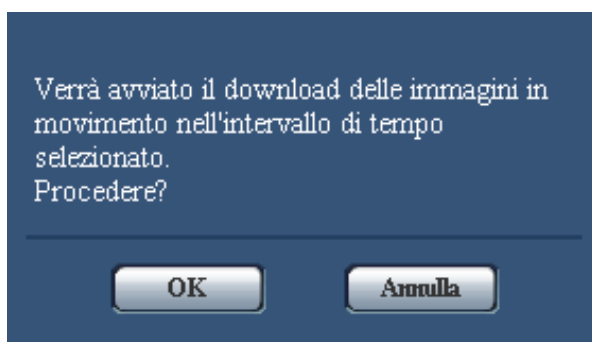 Verrà avviato il download delle immagini in
movimento nell'intervallo di tempo
selezionato.
Procedere?
OK
Annulla